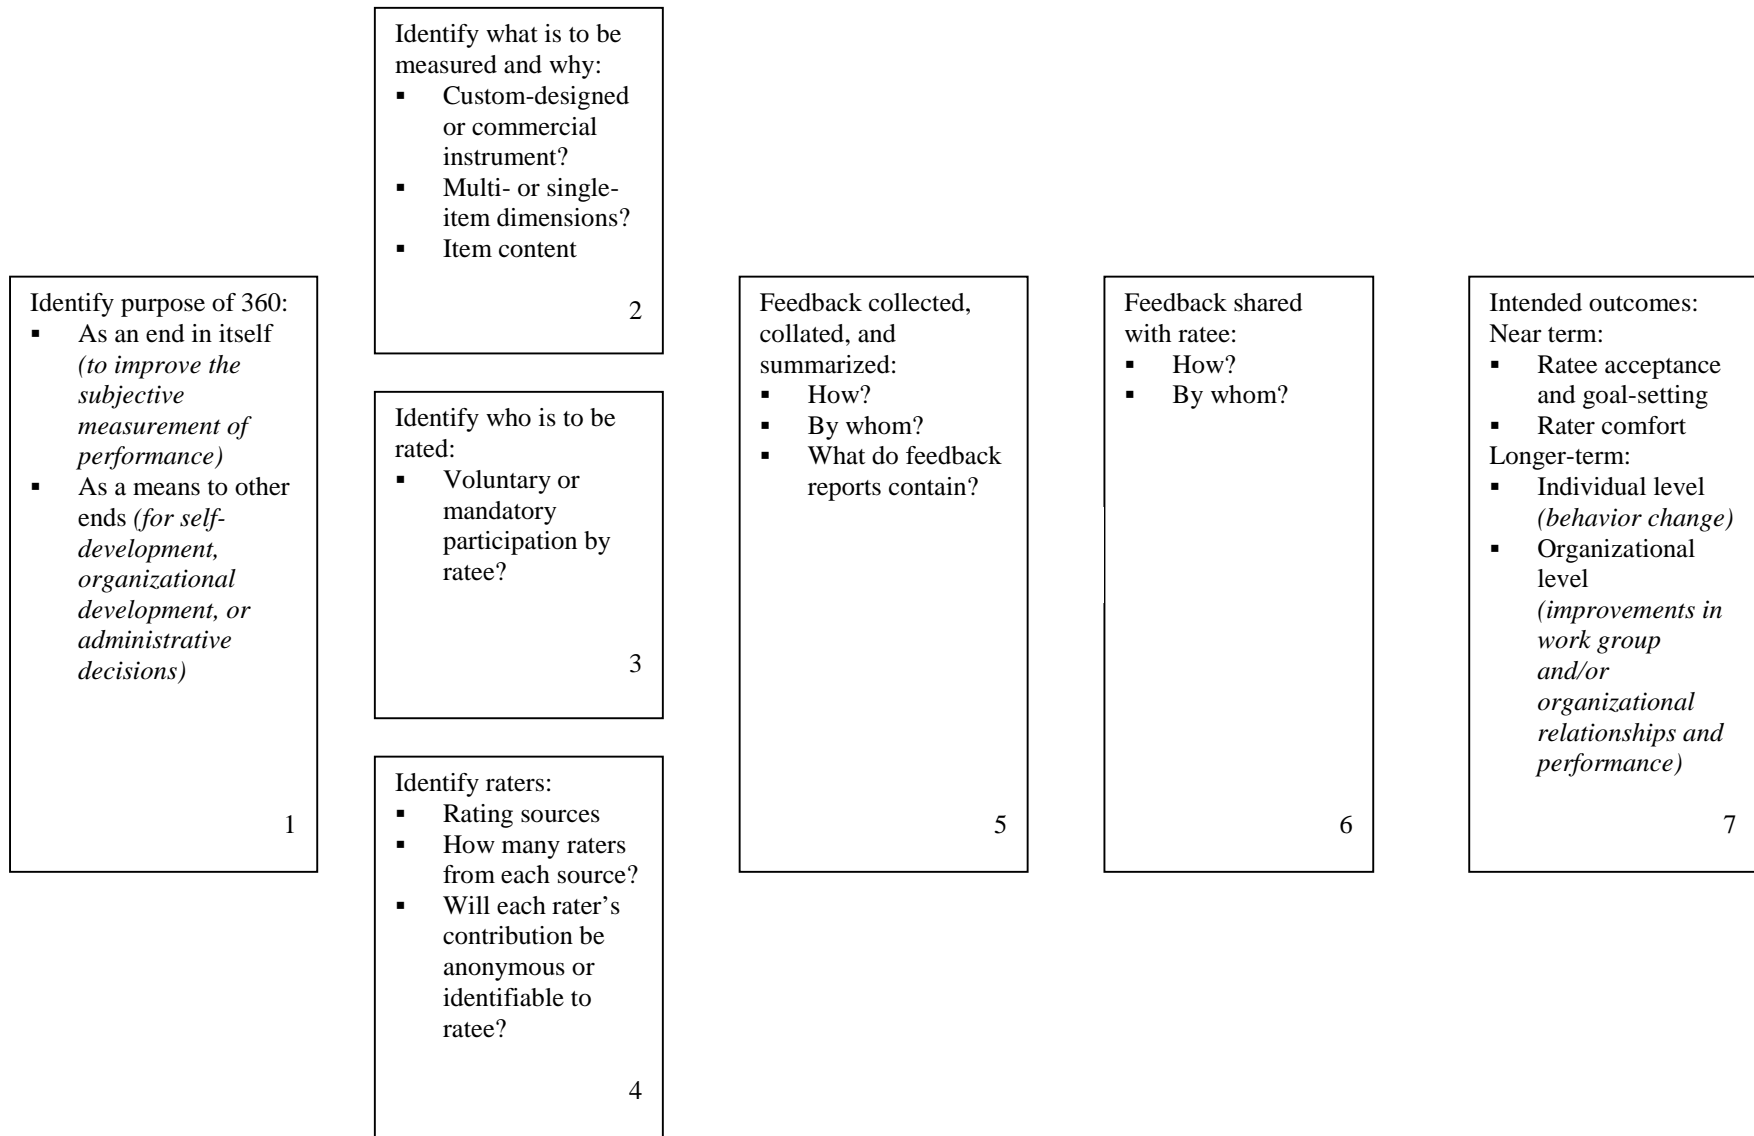 Identify purpose of 360:
▪ As an end in itself
(to improve the
subjective
measurement of
performance)
▪ As a means to other
ends (for self-
development,
organizational
development, or
administrative
decisions)
1
Identify what is to be
measured and why:
▪ Custom-designed
or commercial
instrument?
▪ Multi- or single-
item dimensions?
▪ Item content
2
Identify who is to be
rated:
▪ Voluntary or
mandatory
participation by
ratee?
3
Identify raters:
▪ Rating sources
▪ How many raters
from each source?
▪ Will each rater’s
contribution be
anonymous or
identifiable to
ratee?
4
Feedback collected,
collated, and
summarized:
▪ How?
▪ By whom?
▪ What do feedback
reports contain?
5
Feedback shared
with ratee:
▪ How?
▪ By whom?
6
Intended outcomes:
Near term:
▪ Ratee acceptance
and goal-setting
▪ Rater comfort
Longer-term:
▪ Individual level
(behavior change)
▪ Organizational
level
(improvements in
work group
and/or
organizational
relationships and
performance)
7